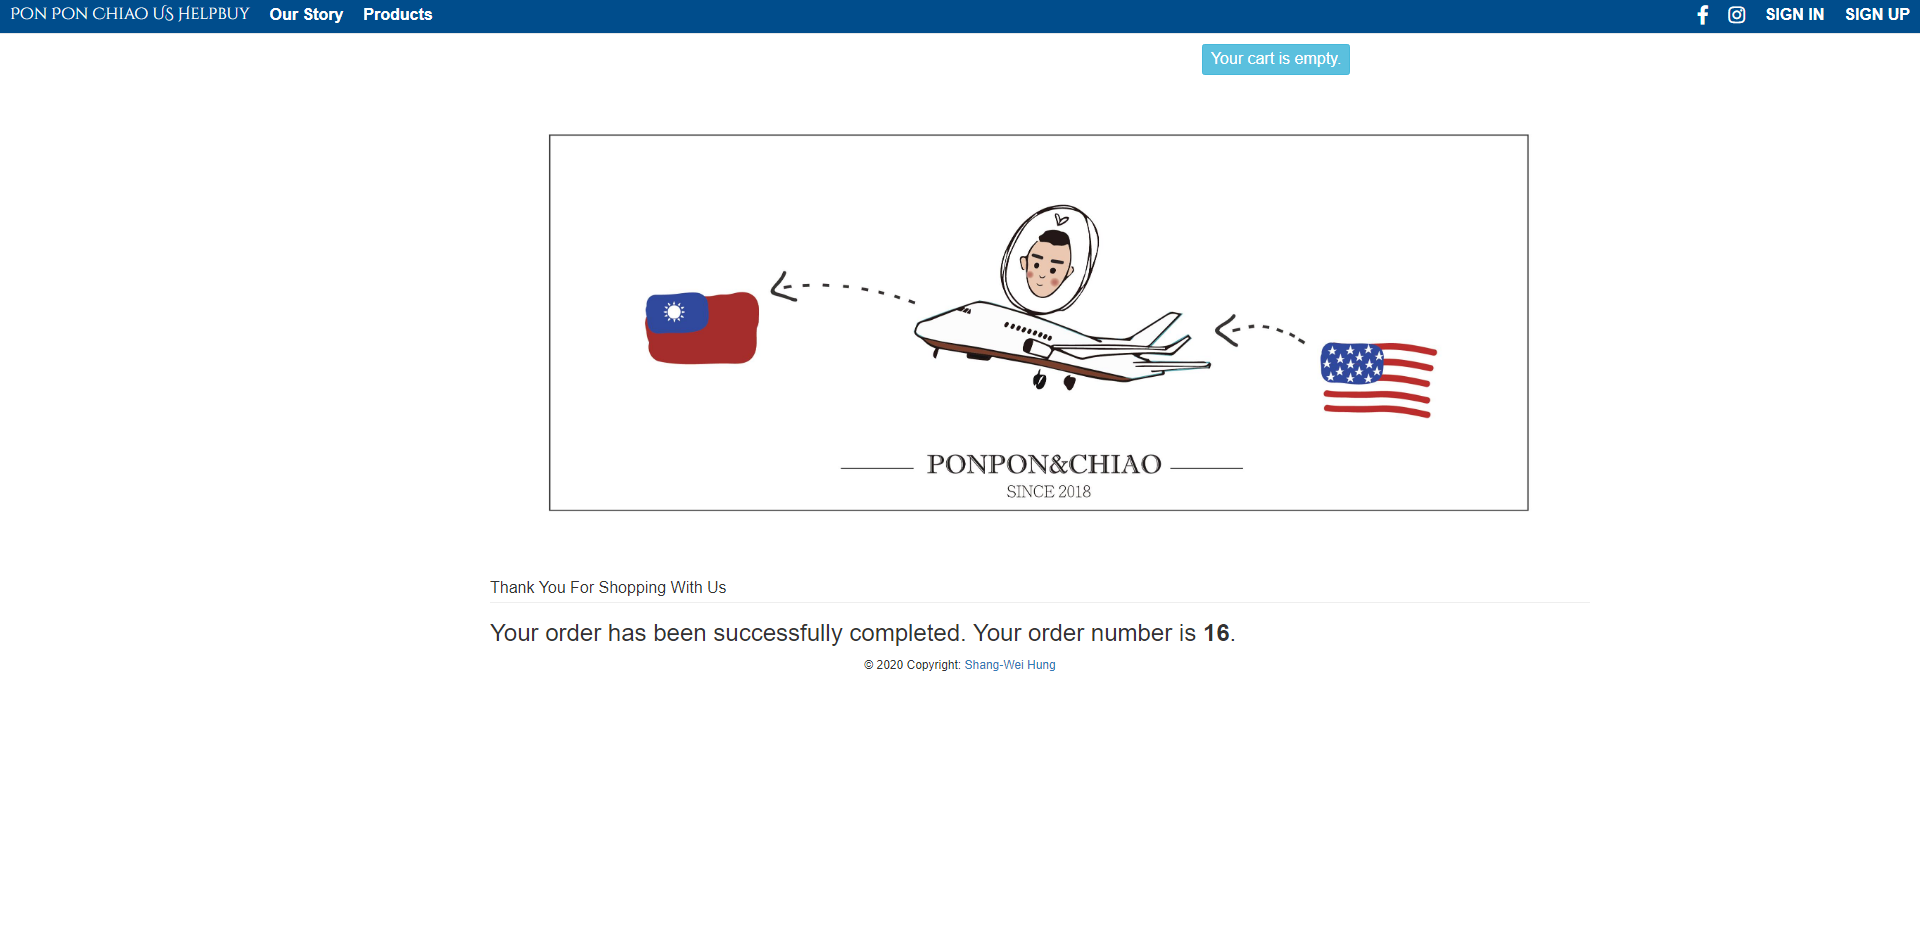 PON PON CHIAO US HELPBUY Our Story Products SIGN IN SIGN UP
Your cart is empty.
PONPON&CHIAO
SINCE 2018
Thank You For Shopping With Us
Your order has been successfully completed. Your order number is 16.
© 2020 Copyright: Shang-Wei Hung